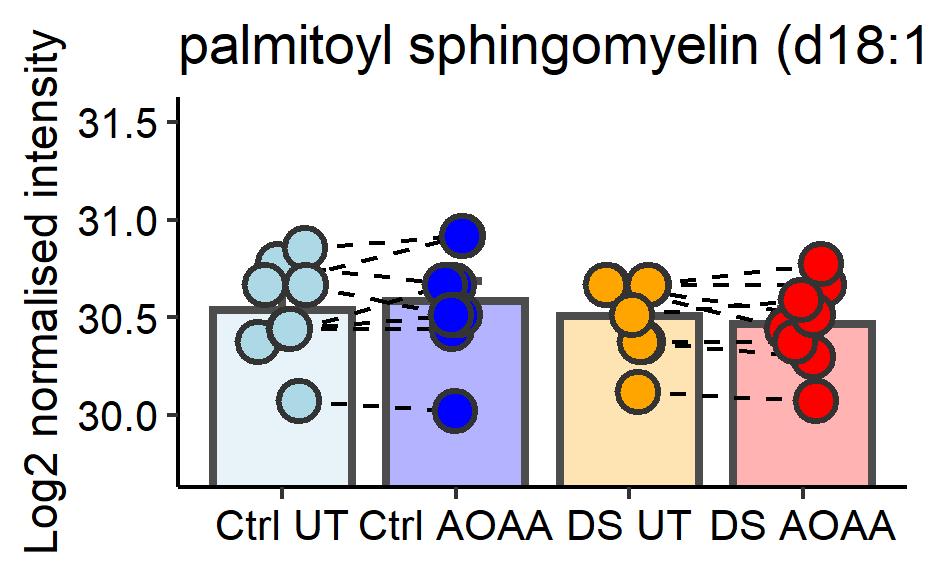 palmitoyl sphingomyelin (d18:1
Log2 normalised intensity
31.5
31.0
30.5
30.0
Ctrl UT
Ctrl AOAA
DS UT
DS AOAA